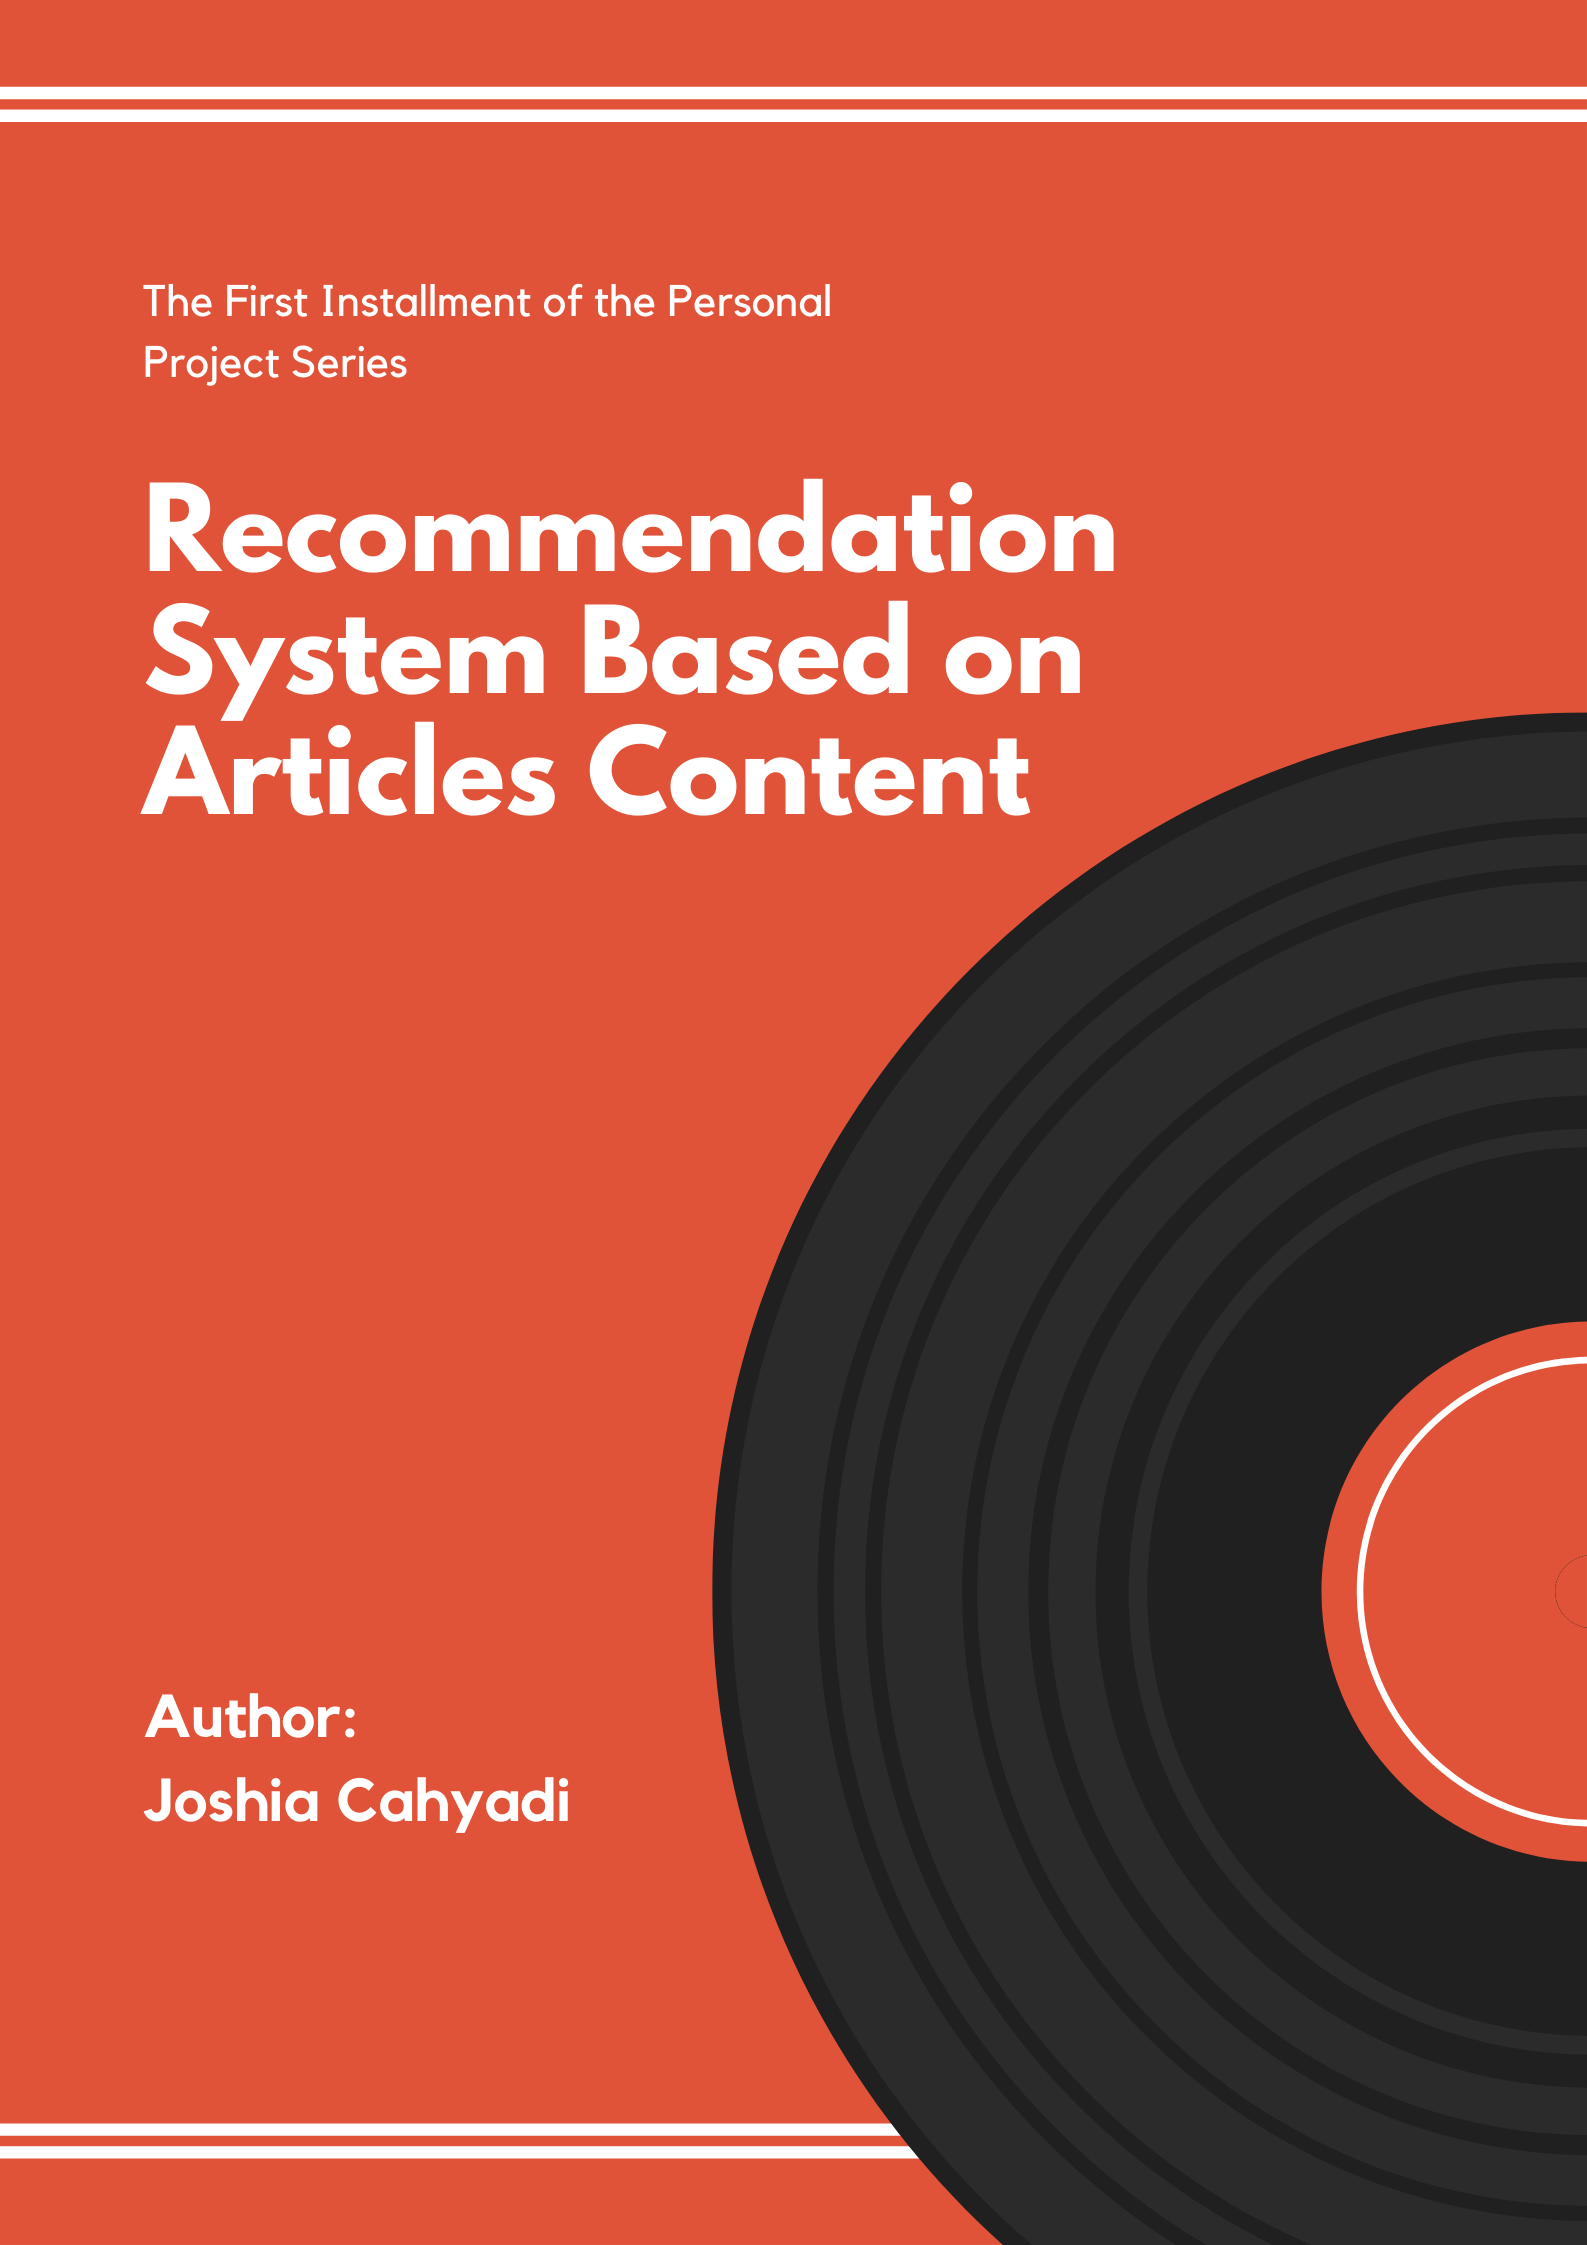 The First Installment of the Personal
Project Series
Recommendation
System Based on
Articles Content
Author:
Joshia Cahyadi